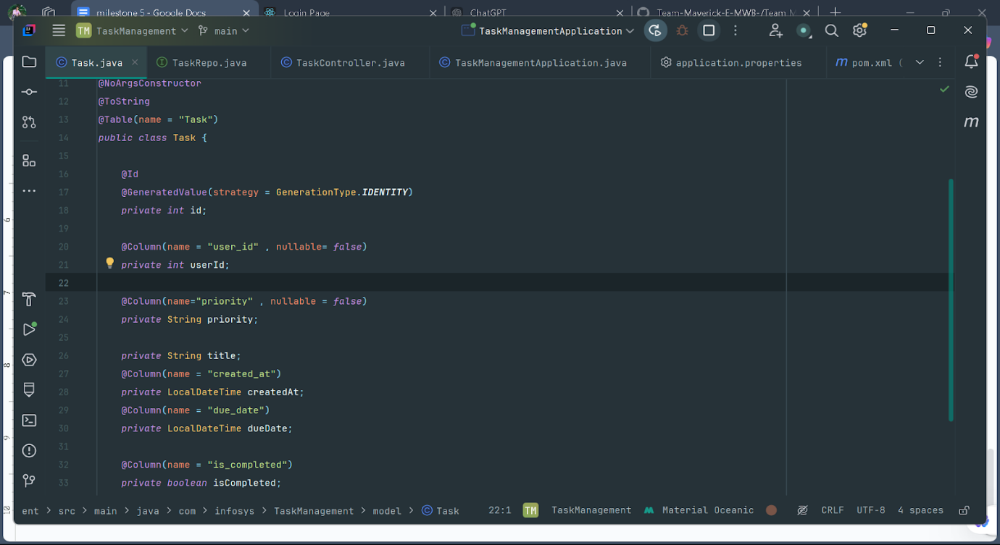 milestone 5 - Google Docs
Login Page
ChatGPT
Team-Maverick-E-MWB-/Team M
TM TaskManagement main
TaskManagementApplication
Task.java TaskRepo.java TaskController.java TaskManagementApplication.java application.properties m pom.xml (
11 @NoArgsConstructor
12 @ToString
13 @Table(name = "Task")
14 public class Task {
15
16 @Id
17 @GeneratedValue(strategy = GenerationType.IDENTITY)
18 private int id;
19
20 @Column(name = "user_id" , nullable= false)
21 private int userId;
22
23 @Column(name="priority" , nullable = false)
24 private String priority;
25
26 private String title;
27 @Column(name = "created_at")
28 private LocalDateTime createdAt;
29 @Column(name = "due_date")
30 private LocalDateTime dueDate;
31
32 @Column(name = "is_completed")
33 private boolean isCompleted;
m
6
7
8
9
10
ent > src > main > java > com > infosys > TaskManagement > model > Task 22:1 TM TaskManagement Material Oceanic CRLF UTF-8 4 spaces